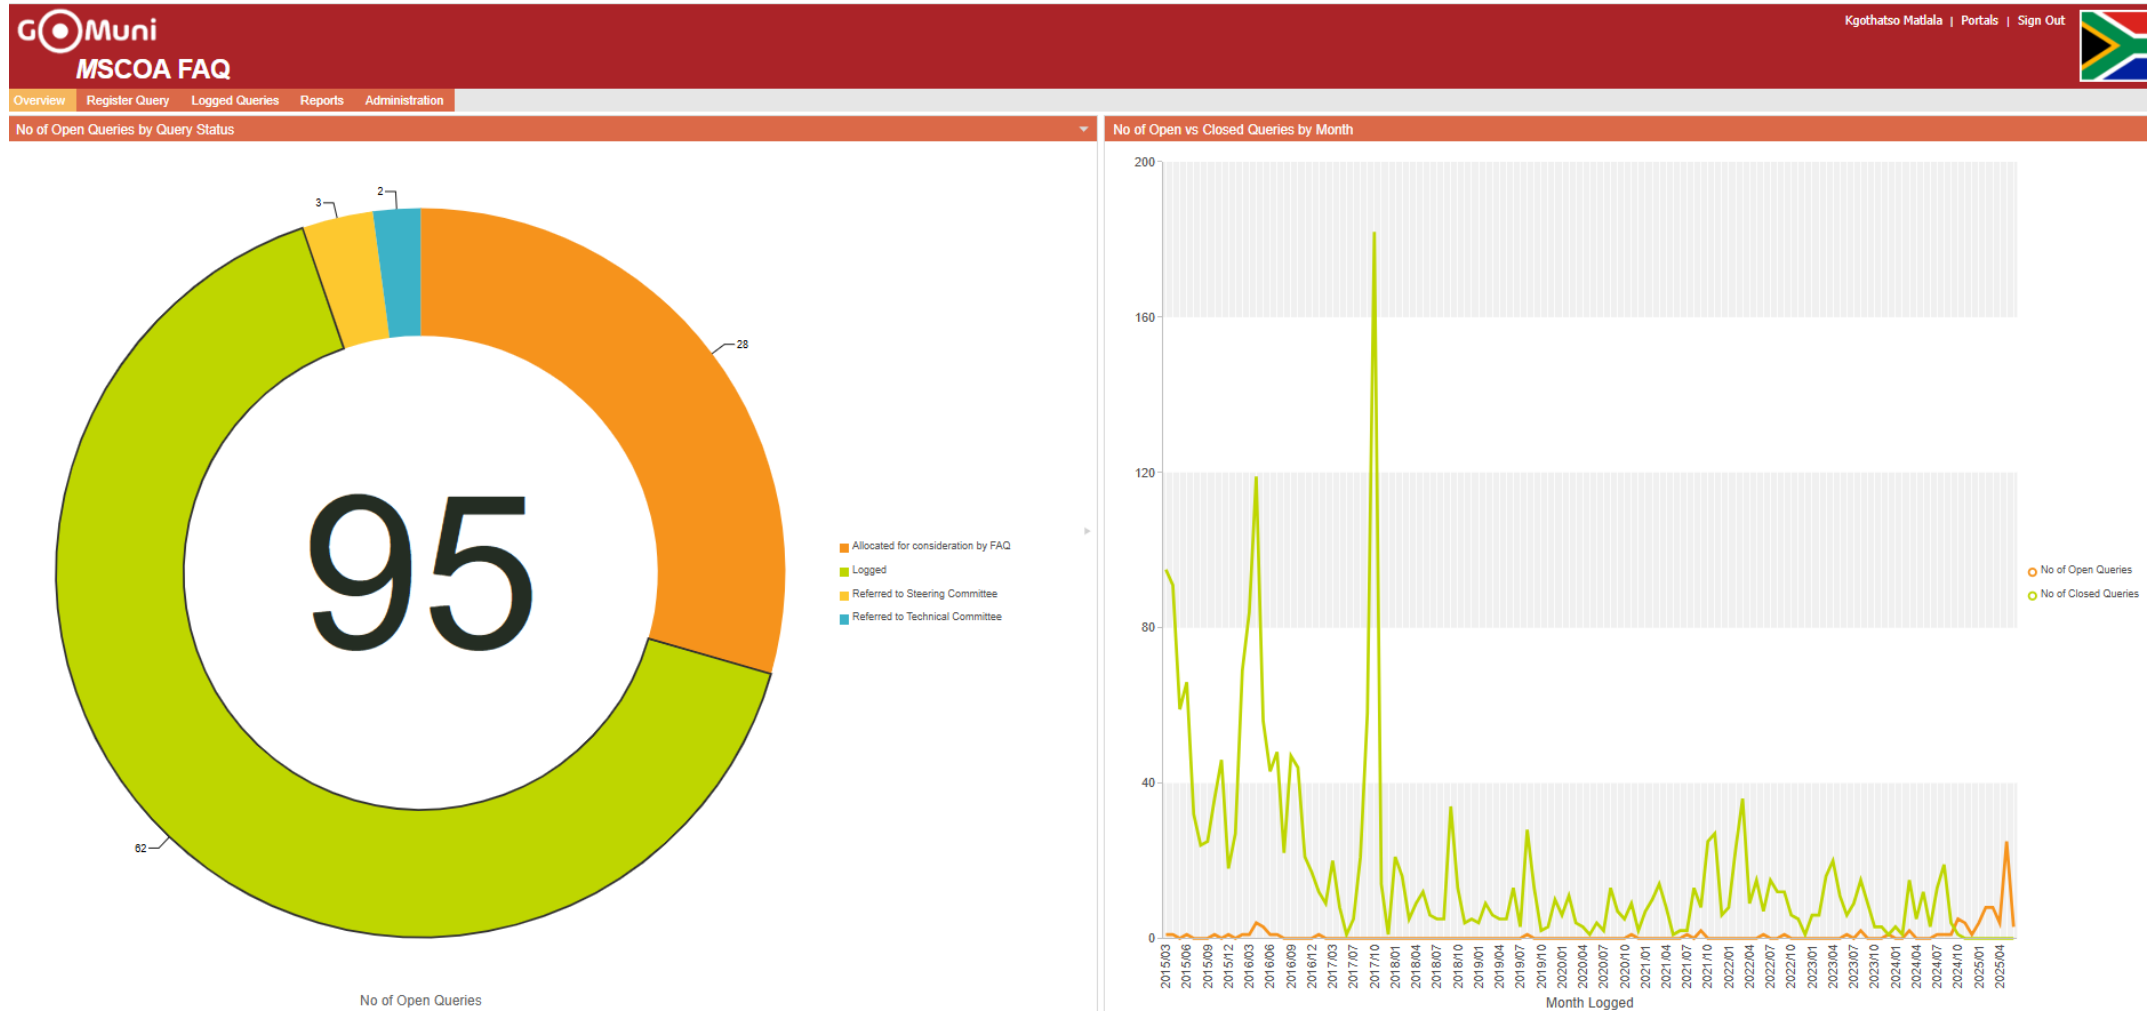 GOMuni
MSCOA FAQ
Kgothatso Matlala | Portals | Sign Out
Overview Register Query Logged Queries Reports Administration
No of Open Queries by Query Status
3
2
28
62
95
Allocated for consideration by FAQ
Logged
Referred to Steering Committee
Referred to Technical Committee
No of Open Queries
No of Open vs Closed Queries by Month
200
160
120
80
40
0
2015/03 2015/06 2015/09 2015/12 2016/03 2016/06 2016/09 2016/12 2017/03 2017/07 2017/10 2018/01 2018/04 2018/07 2018/10 2019/01 2019/04 2019/07 2019/10 2020/01 2020/04 2020/07 2020/10 2021/01 2021/04 2021/07 2021/10 2022/01 2022/04 2022/07 2022/10 2023/01 2023/04 2023/07 2023/10 2024/01 2024/04 2024/07 2024/10 2025/01 2025/04
Month Logged
No of Open Queries
No of Closed Queries